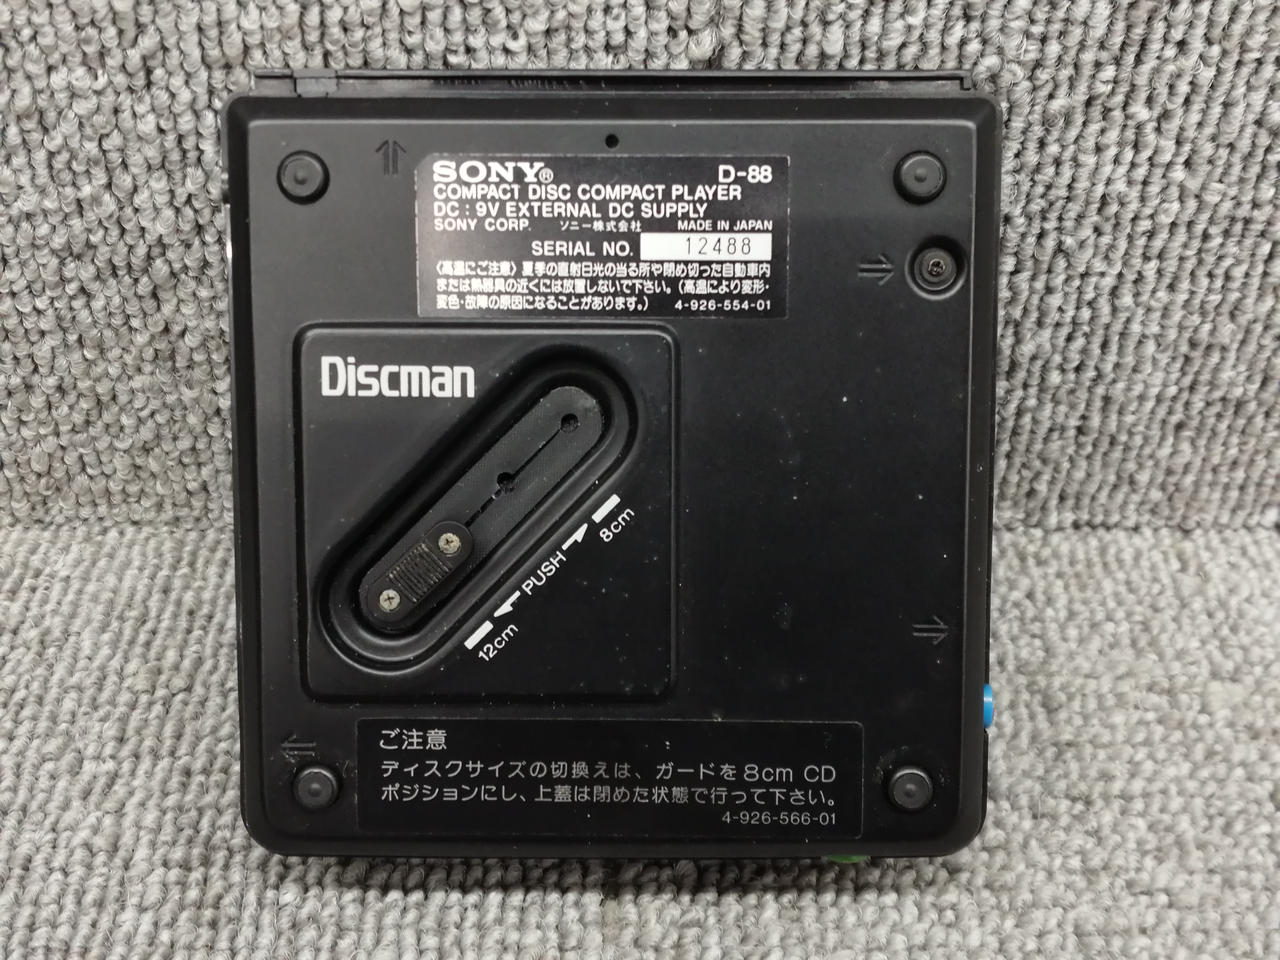 SONY® D-88
COMPACT DISC COMPACT PLAYER
DC : 9V EXTERNAL DC SUPPLY
SONY CORP. ソニー株式会社 MADE IN JAPAN
SERIAL NO. 12488
〈高温にご注意〉夏季の直射日光の当る所や閉め切った自動車内
または熱器具の近くには放置しないで下さい。(高温により変形・
変色・故障の原因になることがあります。) 4-926-554-01
Discman
8cm
PUSH
12cm
ご注意
ディスクサイズの切換えは、ガードを8cm CD
ポジションにし、上蓋は閉めた状態で行って下さい。
4-926-566-01